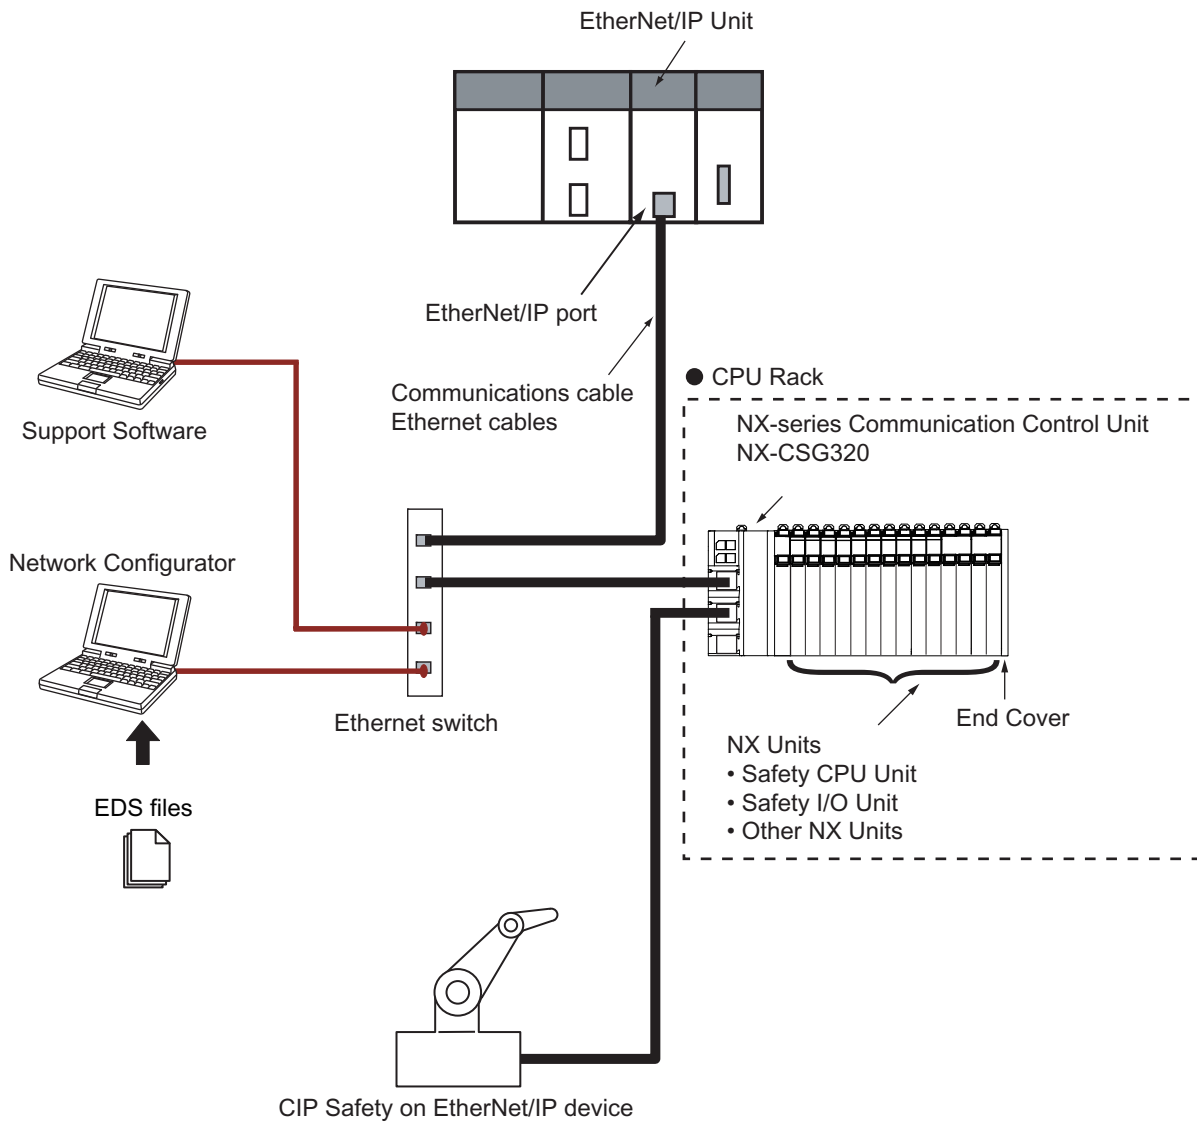 EtherNet/IP Unit
EtherNet/IP port
Communications cable
Ethernet cables
● CPU Rack
NX-series Communication Control Unit
NX-CSG320
Support Software
Network Configurator
Ethernet switch
End Cover
NX Units
• Safety CPU Unit
• Safety I/O Unit
• Other NX Units
EDS files
CIP Safety on EtherNet/IP device